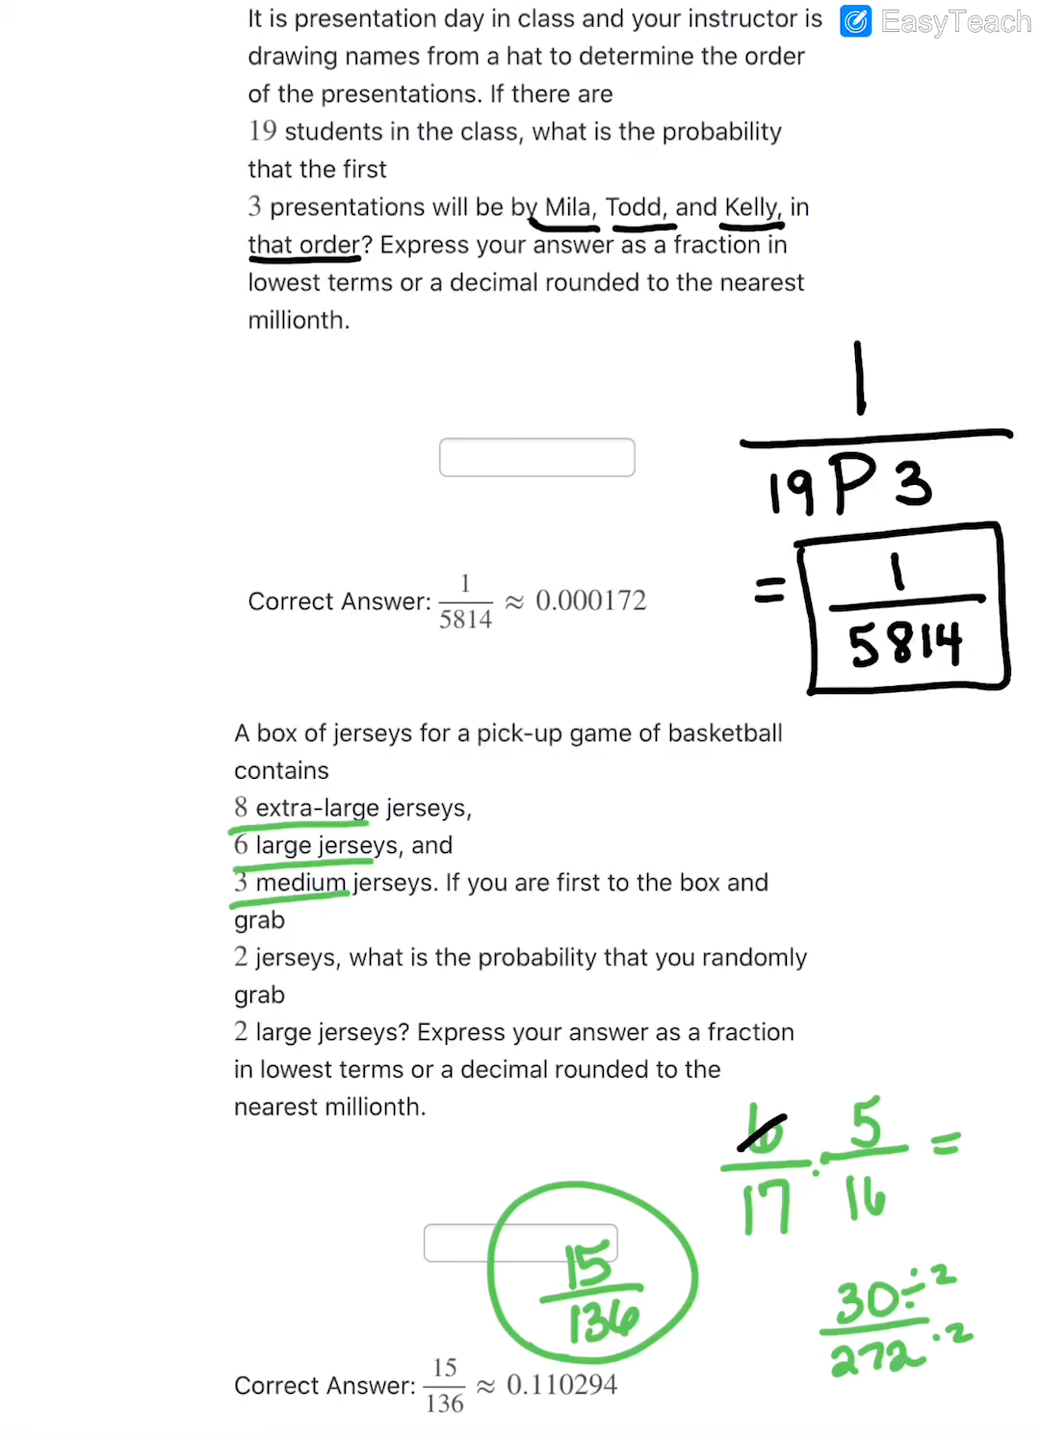 It is presentation day in class and your instructor is
EasyTeach
drawing names from a hat to determine the order
of the presentations. If there are
19 students in the class, what is the probability
that the first
3 presentations will be by Mila, Todd, and Kelly, in
that order? Express your answer as a fraction in
lowest terms or a decimal rounded to the nearest
millionth.
1
19P3
= 1
5814
Correct Answer: 1/5814 ≈ 0.000172
A box of jerseys for a pick-up game of basketball
contains
8 extra-large jerseys,
6 large jerseys, and
3 medium jerseys. If you are first to the box and
grab
2 jerseys, what is the probability that you randomly
grab
2 large jerseys? Express your answer as a fraction
in lowest terms or a decimal rounded to the
nearest millionth.
6/17 · 5/16 =
15/136
30 ÷ 2
272 · 2
Correct Answer: 15/136 ≈ 0.110294